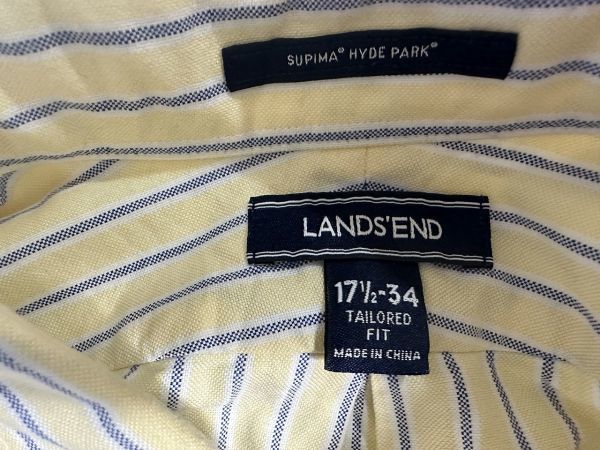 SUPIMA® HYDE PARK®
LANDS'END
17½-34
TAILORED
FIT
MADE IN CHINA